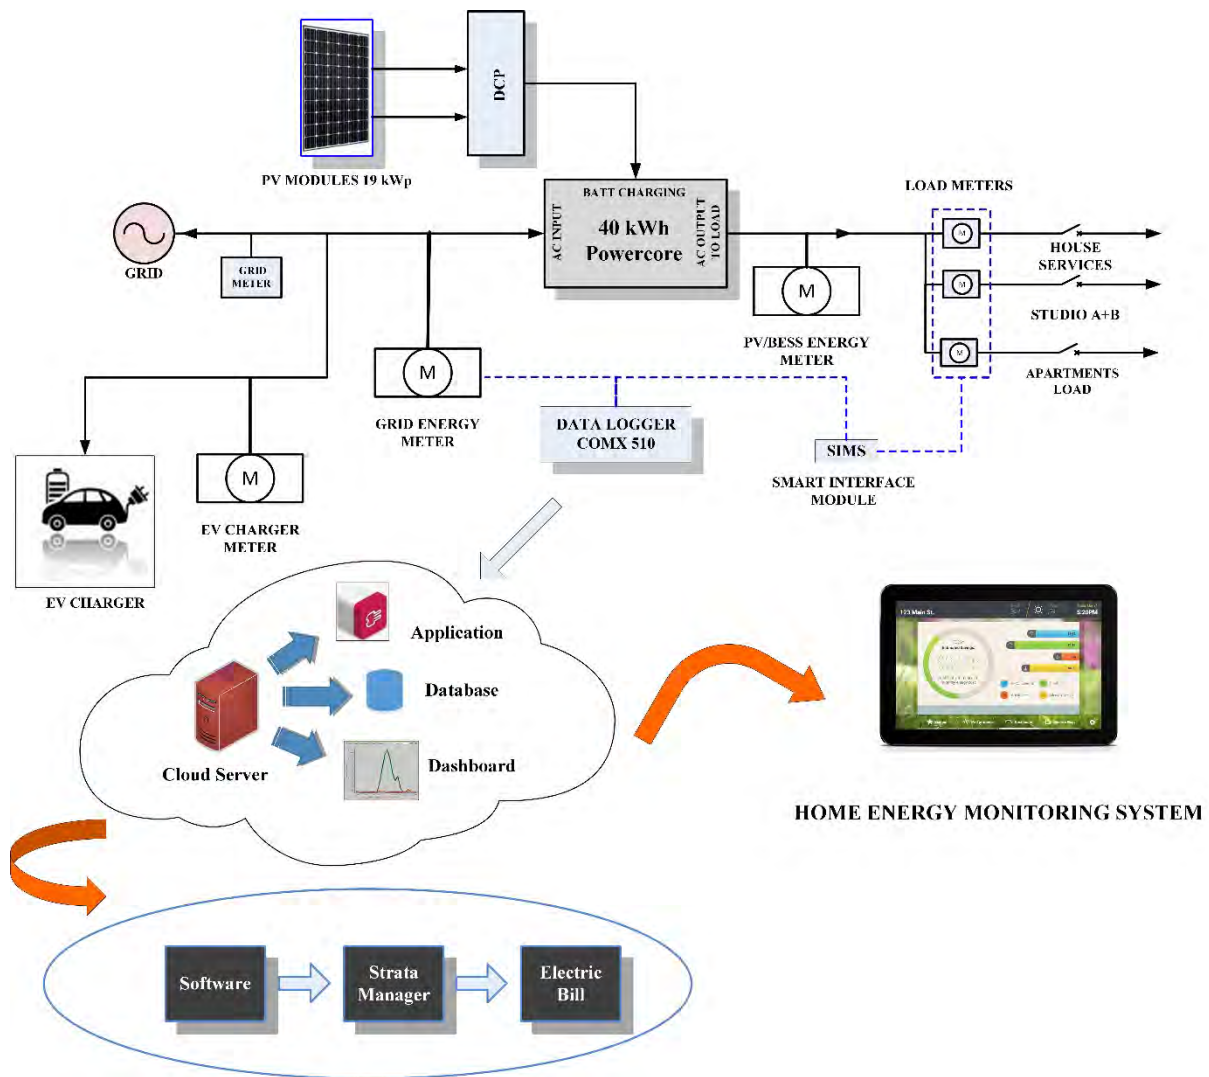 DCP
PV MODULES 19 kWp
BATT CHARGING
AC INPUT
40 kWh
Powercore
AC OUTPUT
TO LOAD
LOAD METERS
GRID
GRID
METER
M
HOUSE
SERVICES
M
STUDIO A+B
M
APARTMENTS
LOAD
M
PV/BESS ENERGY
METER
M
GRID ENERGY
METER
DATA LOGGER
COMX 510
SIMS
SMART INTERFACE
MODULE
M
EV CHARGER
METER
EV CHARGER
Application
Database
Dashboard
Cloud Server
123 Main St.
HOME ENERGY MONITORING SYSTEM
Software
Strata
Manager
Electric
Bill